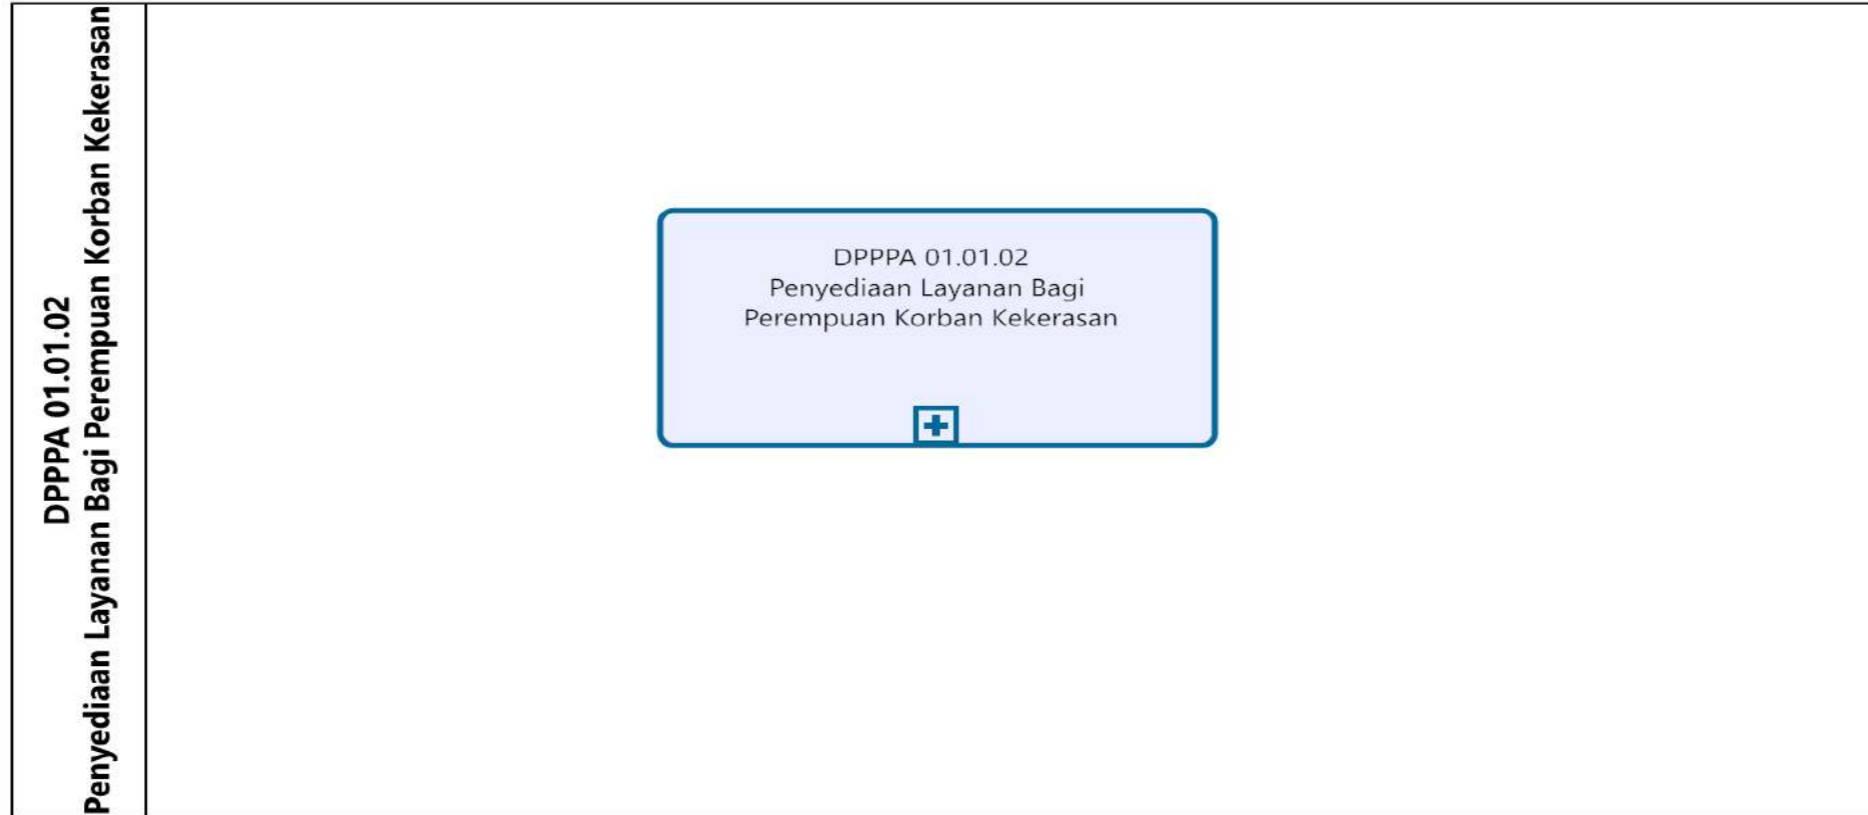 DPPPA 01.01.02
Penyediaan Layanan Bagi Perempuan Korban Kekerasan
DPPPA 01.01.02
Penyediaan Layanan Bagi
Perempuan Korban Kekerasan